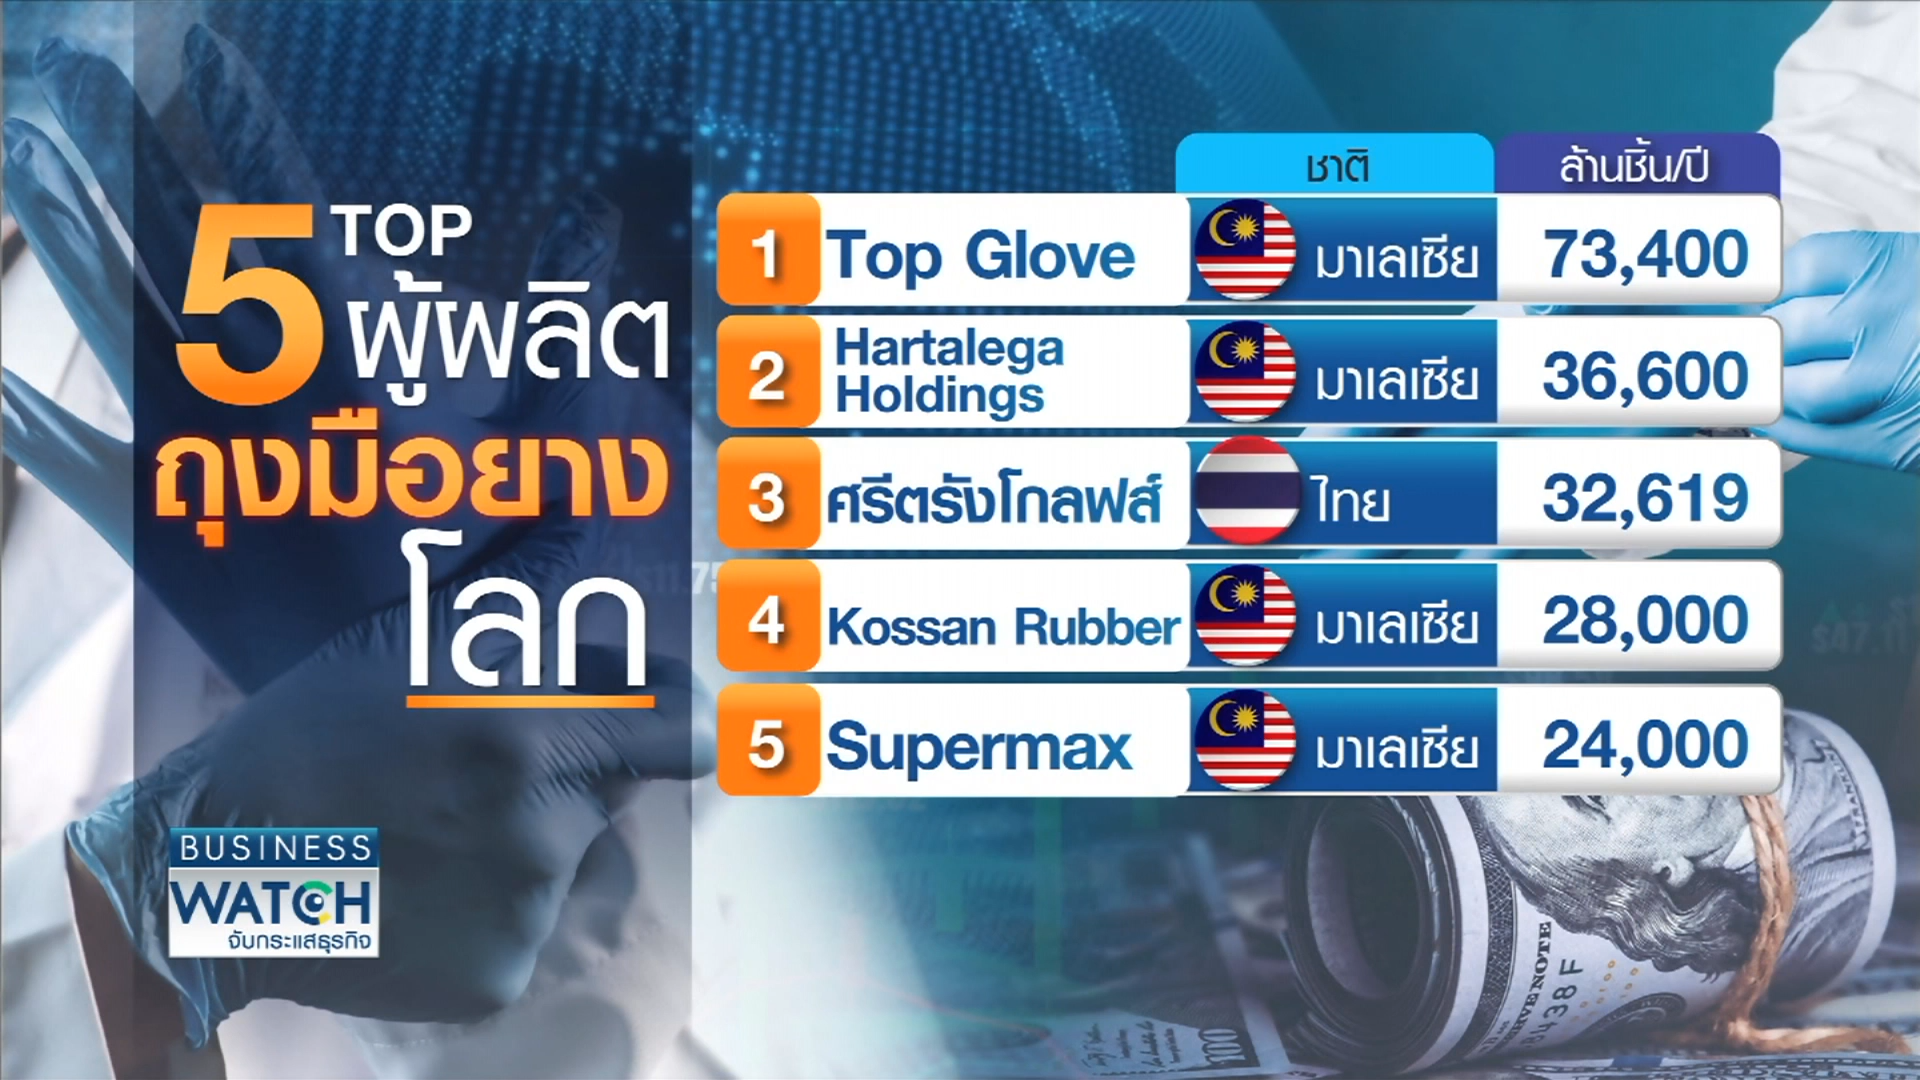 5 TOP
ผู้ผลิต
ถุงมือยาง
โลก
ชาติ ล้านชิ้น/ปี
1 Top Glove มาเลเซีย 73,400
2 Hartalega Holdings มาเลเซีย 36,600
3 ศรีตรังโกลฟส์ ไทย 32,619
4 Kossan Rubber มาเลเซีย 28,000
5 Supermax มาเลเซีย 24,000
BUSINESS
WATCH
จับกระแสธุรกิจ
100